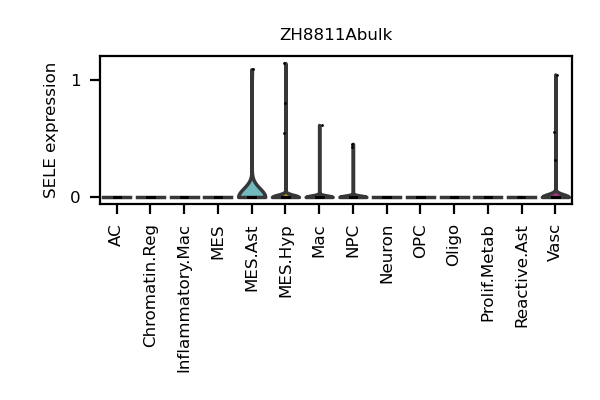 ZH8811Abulk
SELE expression
1
0
AC
Chromatin.Reg
Inflammatory.Mac
MES
MES.Ast
MES.Hyp
Mac
NPC
Neuron
OPC
Oligo
Prolif.Metab
Reactive.Ast
Vasc